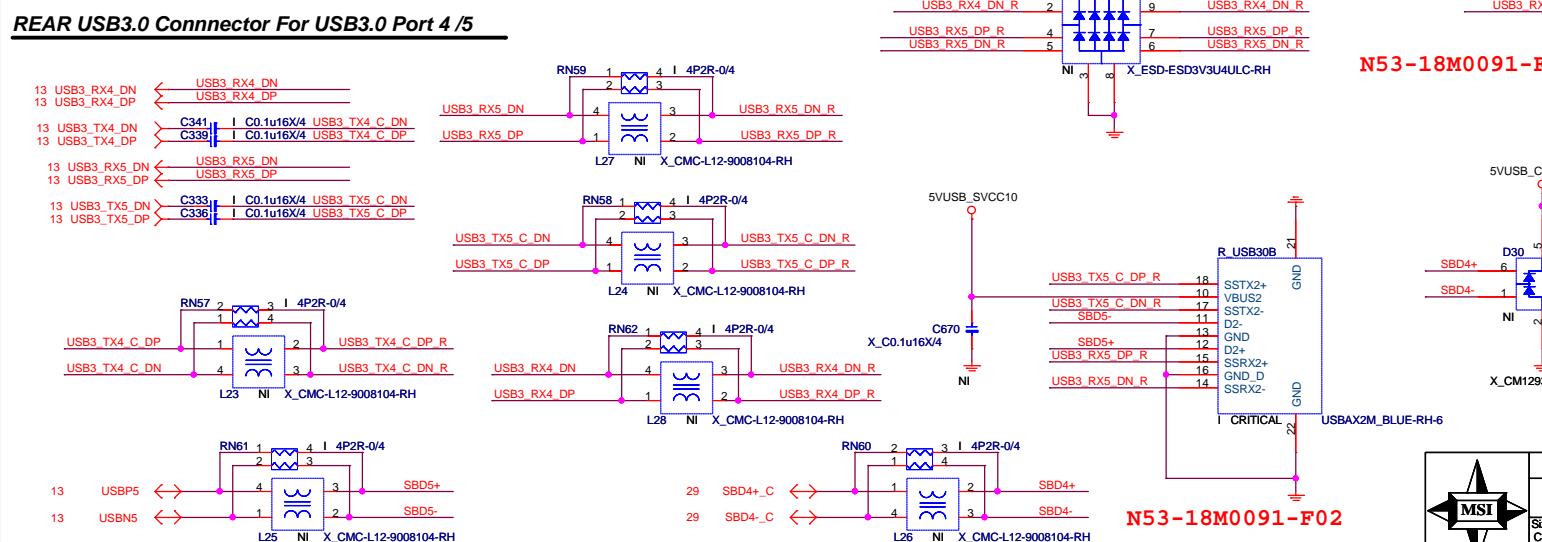 REAR USB3.0 Connnector For USB3.0 Port 4 /5
USB3_RX4_DN_R 2 9 USB3_RX4_DN_R
USB3_RX5_DP_R 4 7 USB3_RX5_DP_R
USB3_RX5_DN_R 5 6 USB3_RX5_DN_R
NI 3 8 X_ESD-ESD3V3U4ULC-RH
13 USB3_RX4_DN USB3_RX4_DN
13 USB3_RX4_DP USB3_RX4_DP
13 USB3_TX4_DN C341 I C0.1u16X/4 USB3_TX4_C_DN
13 USB3_TX4_DP C339 I C0.1u16X/4 USB3_TX4_C_DP
13 USB3_RX5_DN USB3_RX5_DN
13 USB3_RX5_DP USB3_RX5_DP
13 USB3_TX5_DN C333 I C0.1u16X/4 USB3_TX5_C_DN
13 USB3_TX5_DP C336 I C0.1u16X/4 USB3_TX5_C_DP
RN59 1 4 I 4P2R-0/4
2 3
USB3_RX5_DN 4 3 USB3_RX5_DN_R
USB3_RX5_DP 1 2 USB3_RX5_DP_R
L27 NI X_CMC-L12-9008104-RH
RN58 1 4 I 4P2R-0/4
2 3
USB3_TX5_C_DN 4 3 USB3_TX5_C_DN_R
USB3_TX5_C_DP 1 2 USB3_TX5_C_DP_R
L24 NI X_CMC-L12-9008104-RH
RN57 2 3 I 4P2R-0/4
1 4
USB3_TX4_C_DP 1 2 USB3_TX4_C_DP_R
USB3_TX4_C_DN 4 3 USB3_TX4_C_DN_R
L23 NI X_CMC-L12-9008104-RH
RN62 1 4 I 4P2R-0/4
2 3
USB3_RX4_DN 4 3 USB3_RX4_DN_R
USB3_RX4_DP 1 2 USB3_RX4_DP_R
L28 NI X_CMC-L12-9008104-RH
RN61 1 4 I 4P2R-0/4
2 3
13 USBP5 4 3 SBD5+
13 USBN5 1 2 SBD5-
L25 NI X_CMC-L12-9008104-RH
RN60 2 3 I 4P2R-0/4
1 4
29 SBD4+_C 1 2 SBD4+
29 SBD4-_C 4 3 SBD4-
L26 NI X_CMC-L12-9008104-RH
5VUSB_SVCC10
C670
X_C0.1u16X/4
NI
21
R_USB30B
GND
USB3_TX5_C_DP_R 18 SSTX2+
10 VBUS2
USB3_TX5_C_DN_R 17 SSTX2-
SBD5- 11 D2-
13 GND
SBD5+ 12 D2+
USB3_RX5_DP_R 15 SSRX2+
16 GND_D
USB3_RX5_DN_R 14 SSRX2-
GND
22
I CRITICAL USBAX2M_BLUE-RH-6
N53-18M0091-F02
USB3_RX
N53-18M0091-F
5VUSB_C
5
D30
SBD4+ 6
SBD4- 1
NI 2
X_CM129
MSI